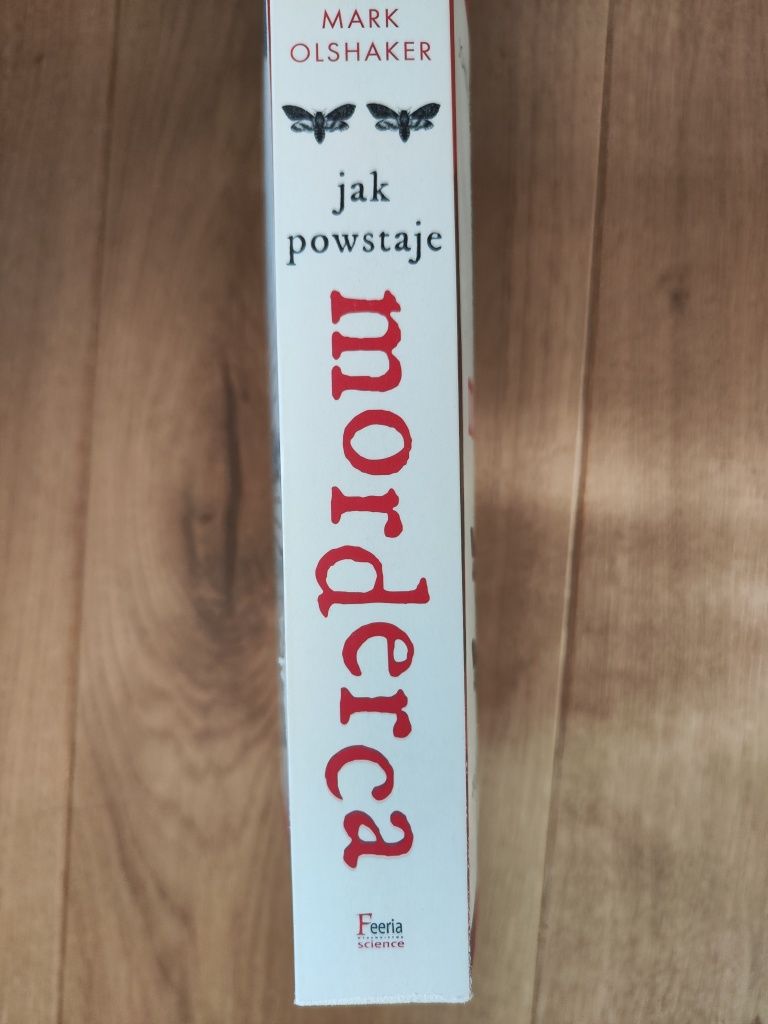 MARK
OLSHAKER
jak
powstaje
morderca
Feeria
science